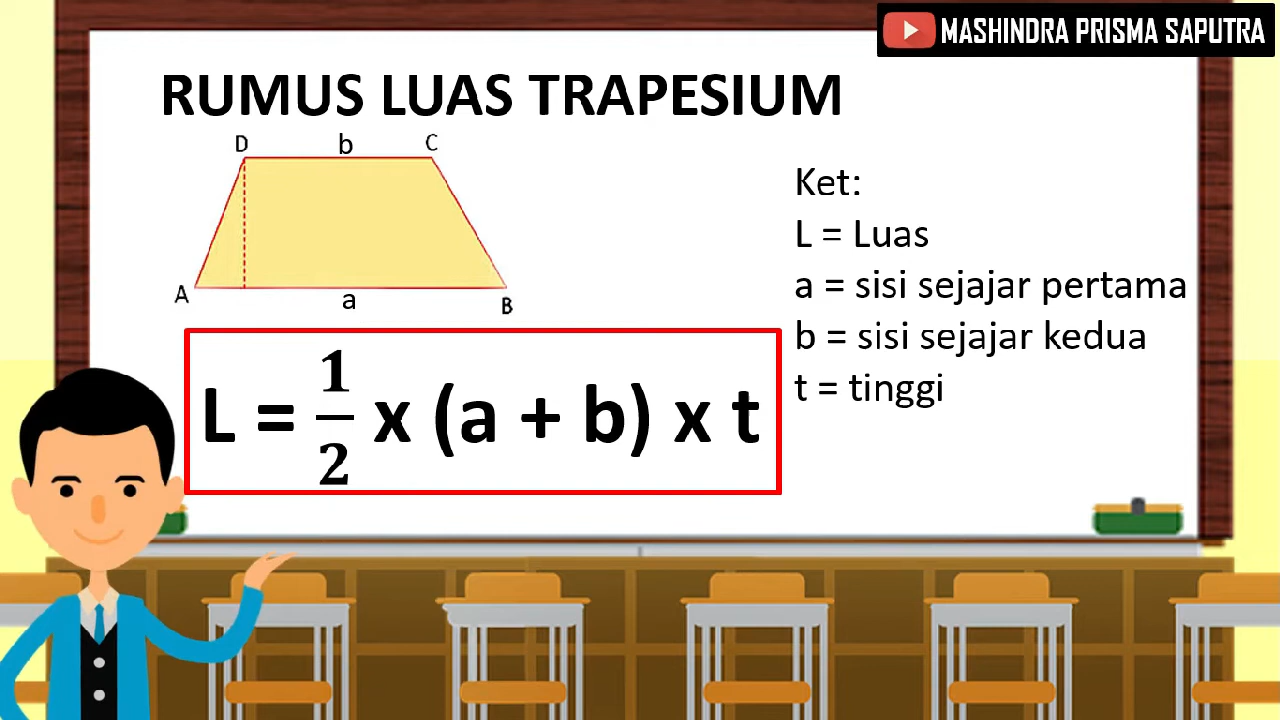 MASHINDRA PRISMA SAPUTRA
RUMUS LUAS TRAPESIUM
D b C
A a B
L = 1/2 x (a + b) x t
Ket:
L = Luas
a = sisi sejajar pertama
b = sisi sejajar kedua
t = tinggi